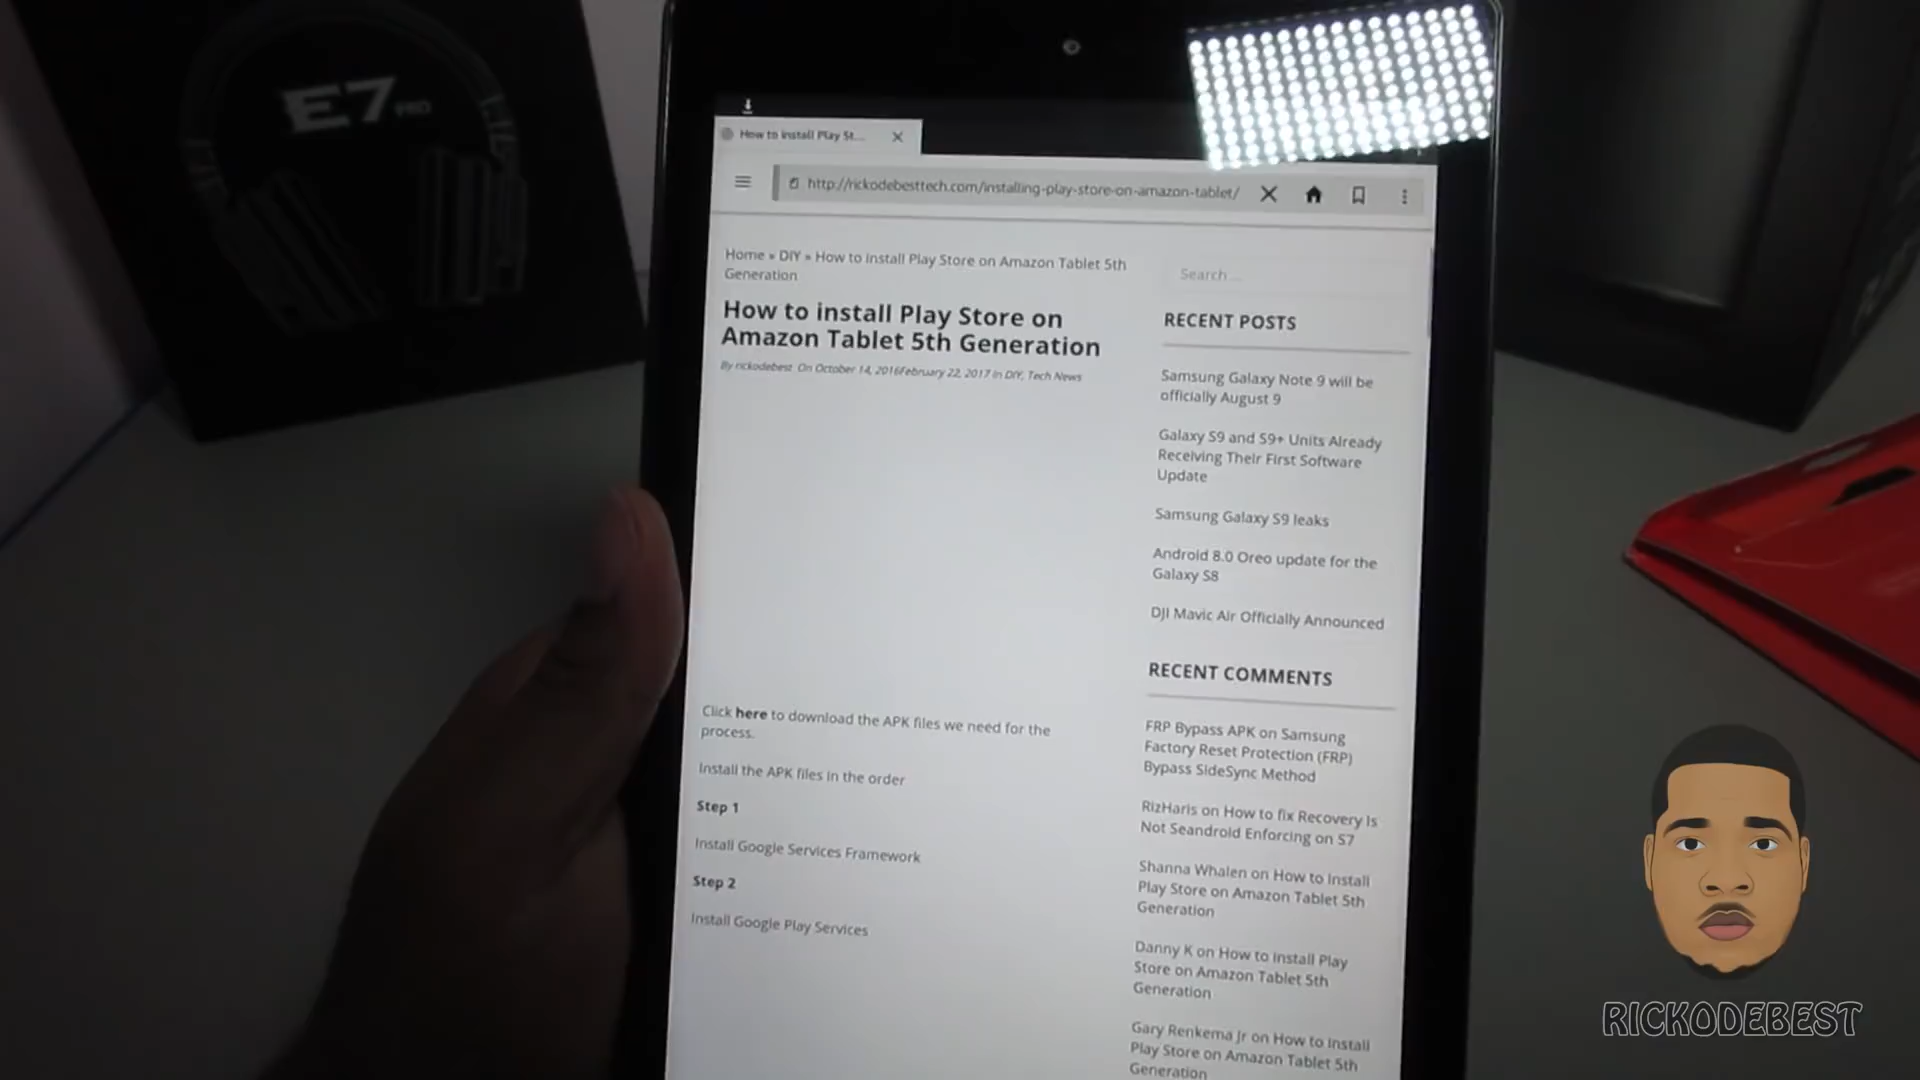 E7 PRO
How to install Play St...
http://rickodebesttech.com/installing-play-store-on-amazon-tablet/
Home » DIY » How to install Play Store on Amazon Tablet 5th
Generation
How to install Play Store on
Amazon Tablet 5th Generation
By rickodebest On October 14, 2016February 22, 2017 In DIY, Tech News
Click here to download the APK files we need for the
process.
Install the APK files in the order
Step 1
Install Google Services Framework
Step 2
Install Google Play Services
Search ...
RECENT POSTS
Samsung Galaxy Note 9 will be
officially August 9
Galaxy S9 and S9+ Units Already
Receiving Their First Software
Update
Samsung Galaxy S9 leaks
Android 8.0 Oreo update for the
Galaxy S8
DJI Mavic Air Officially Announced
RECENT COMMENTS
FRP Bypass APK on Samsung
Factory Reset Protection (FRP)
Bypass SideSync Method
RizHaris on How to fix Recovery Is
Not Seandroid Enforcing on S7
Shanna Whalen on How to Install
Play Store on Amazon Tablet 5th
Generation
Danny K on How to Install Play
Store on Amazon Tablet 5th
Generation
Gary Renkema Jr on How to Install
Play Store on Amazon Tablet 5th
Generation
RICKODEBEST